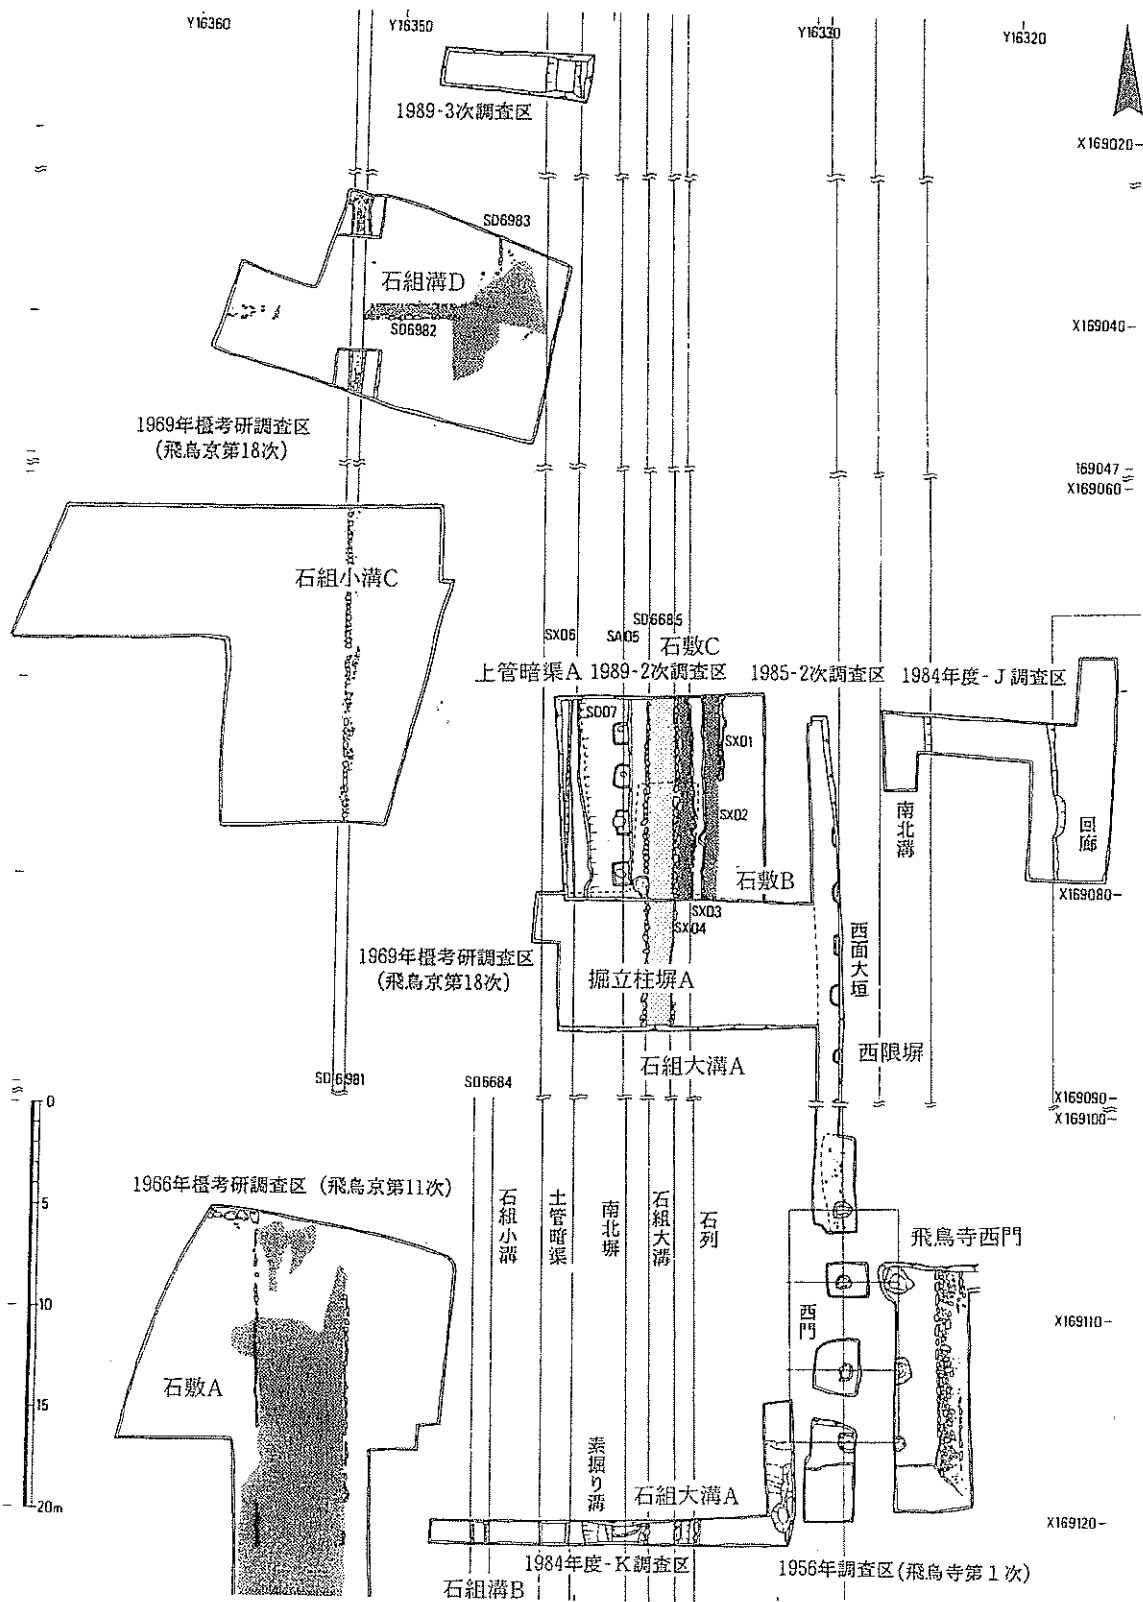 Y16360
Y16350
Y16330
Y16320
1989-3次調査区
X169020-
SD6983
石組溝D
SD6982
X169040-
1969年橿考研調査区
(飛鳥京第18次)
169047-
X169060-
石組小溝C
SX06
SA05
SD6685
石敷C
土管暗渠A
1989-2次調査区
1985-2次調査区
1984年度-J調査区
SD07
SX01
SX02
南北溝
回廊
石敷B
X169080-
SX03
SX04
1969年橿考研調査区
(飛鳥京第18次)
掘立柱塀A
西面大垣
西限塀
石組大溝A
SD6981
SD6684
X169090-
X169100-
0
5
10
15
20m
1966年橿考研調査区 (飛鳥京第11次)
石組小溝
土管暗渠
南北塀
石組大溝
石列
飛鳥寺西門
西門
X169110-
石敷A
素掘り溝
石組大溝A
X169120-
1984年度-K調査区
1956年調査区(飛鳥寺第1次)
石組溝B